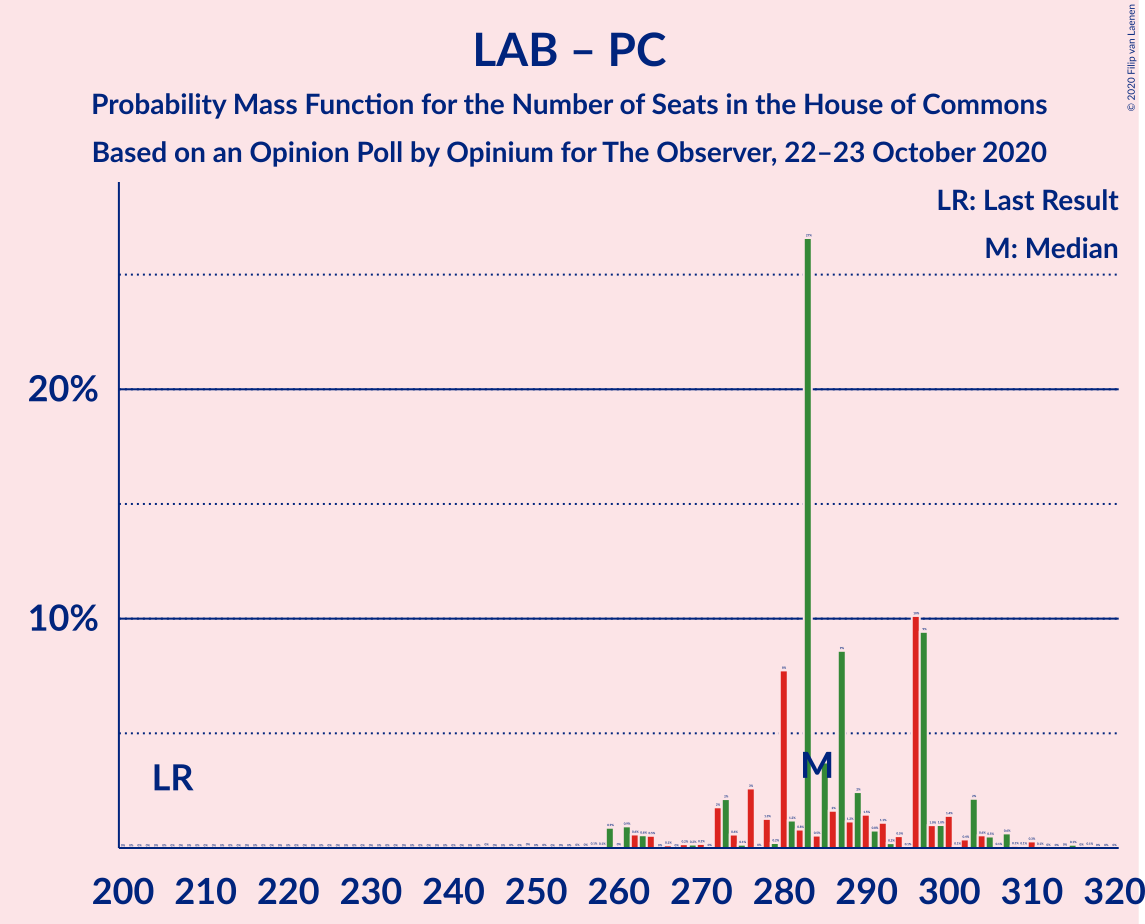 LAB – PC
Probability Mass Function for the Number of Seats in the House of Commons
Based on an Opinion Poll by Opinium for The Observer, 22–23 October 2020
© 2020 Filip van Laenen
LR: Last Result
M: Median
20%
10%
LR
M
200 210 220 230 240 250 260 270 280 290 300 310 320